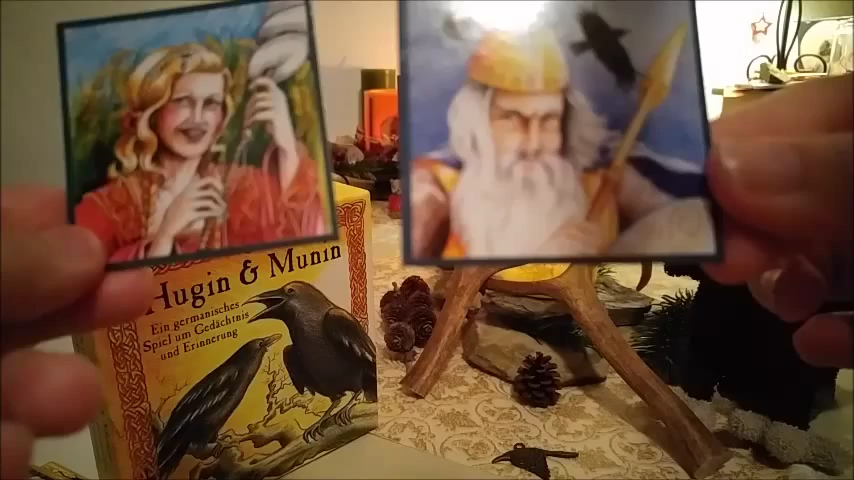 Hugin & Munin
Ein germanisches
Spiel um Gedächtnis
und Erinnerung